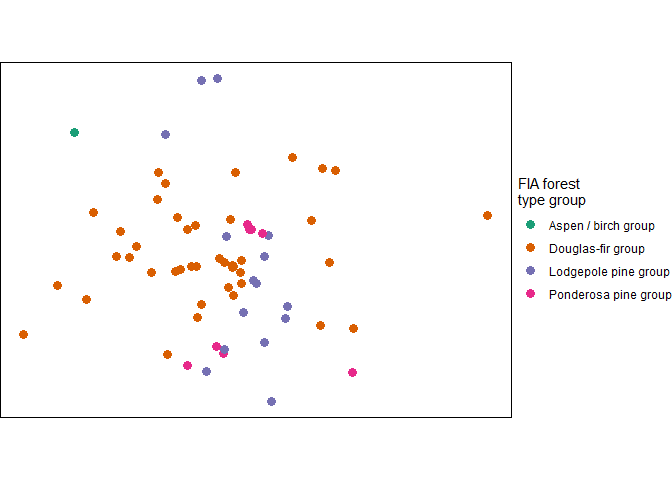 FIA forest
type group
Aspen / birch group
Douglas-fir group
Lodgepole pine group
Ponderosa pine group